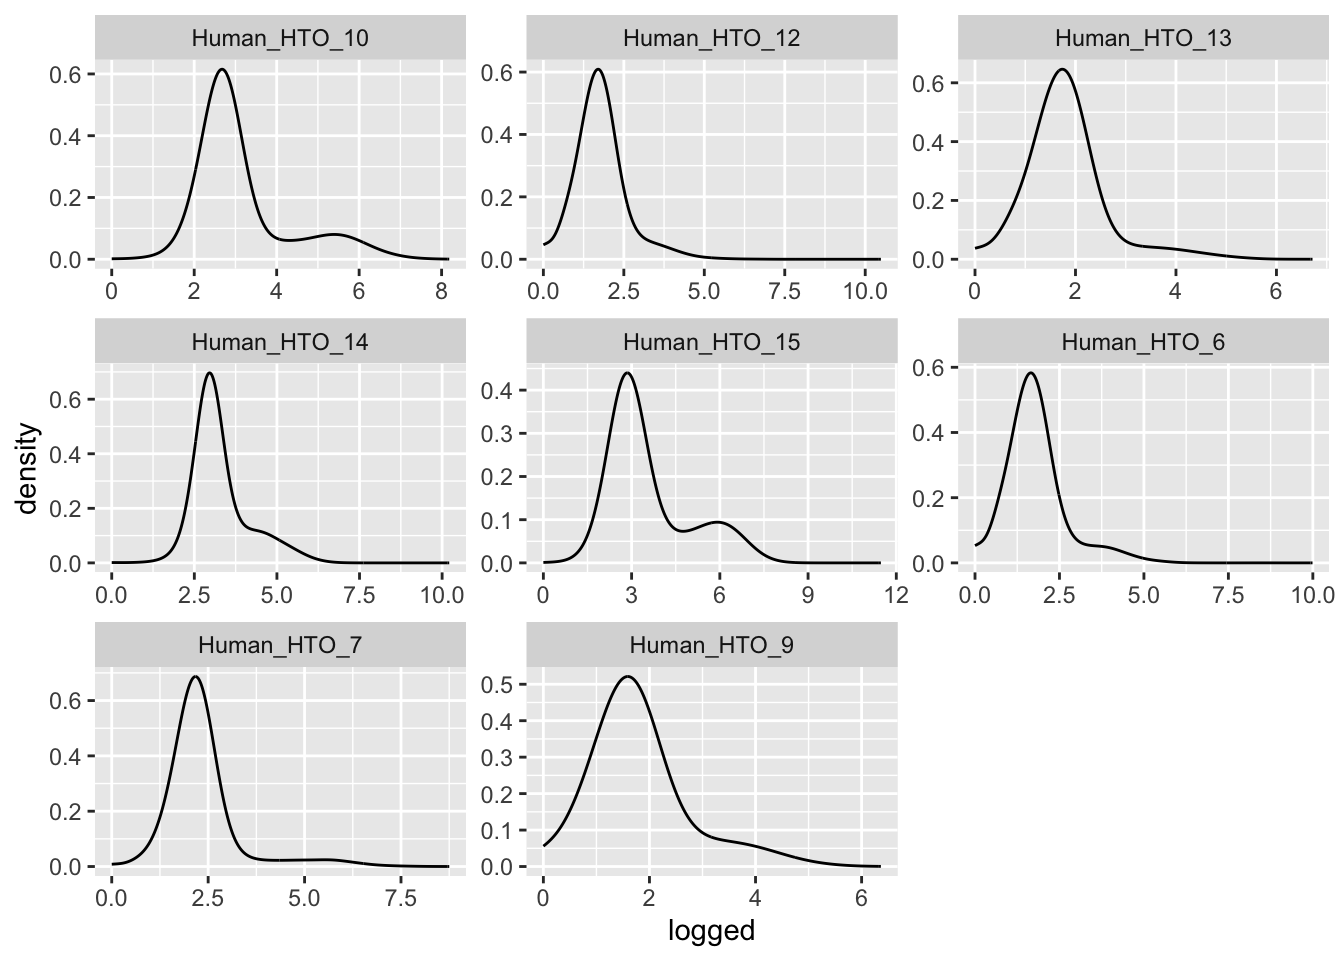 Human_HTO_10 Human_HTO_12 Human_HTO_13
0.6 0.6 0.6
0.4 0.4 0.4
0.2 0.2 0.2
0.0 0.0 0.0
0 2 4 6 8 0.0 2.5 5.0 7.5 10.0 0 2 4 6
Human_HTO_14 Human_HTO_15 Human_HTO_6
0.6 0.4 0.6
0.4 0.3 0.4
0.2 0.2 0.2
0.0 0.1 0.0
0.0
0.0 2.5 5.0 7.5 10.0 0 3 6 9 12 0.0 2.5 5.0 7.5 10.0
density
Human_HTO_7 Human_HTO_9
0.6 0.5
0.4 0.4
0.2 0.3
0.0 0.2
0.1
0.0
0.0 2.5 5.0 7.5 0 2 4 6
logged